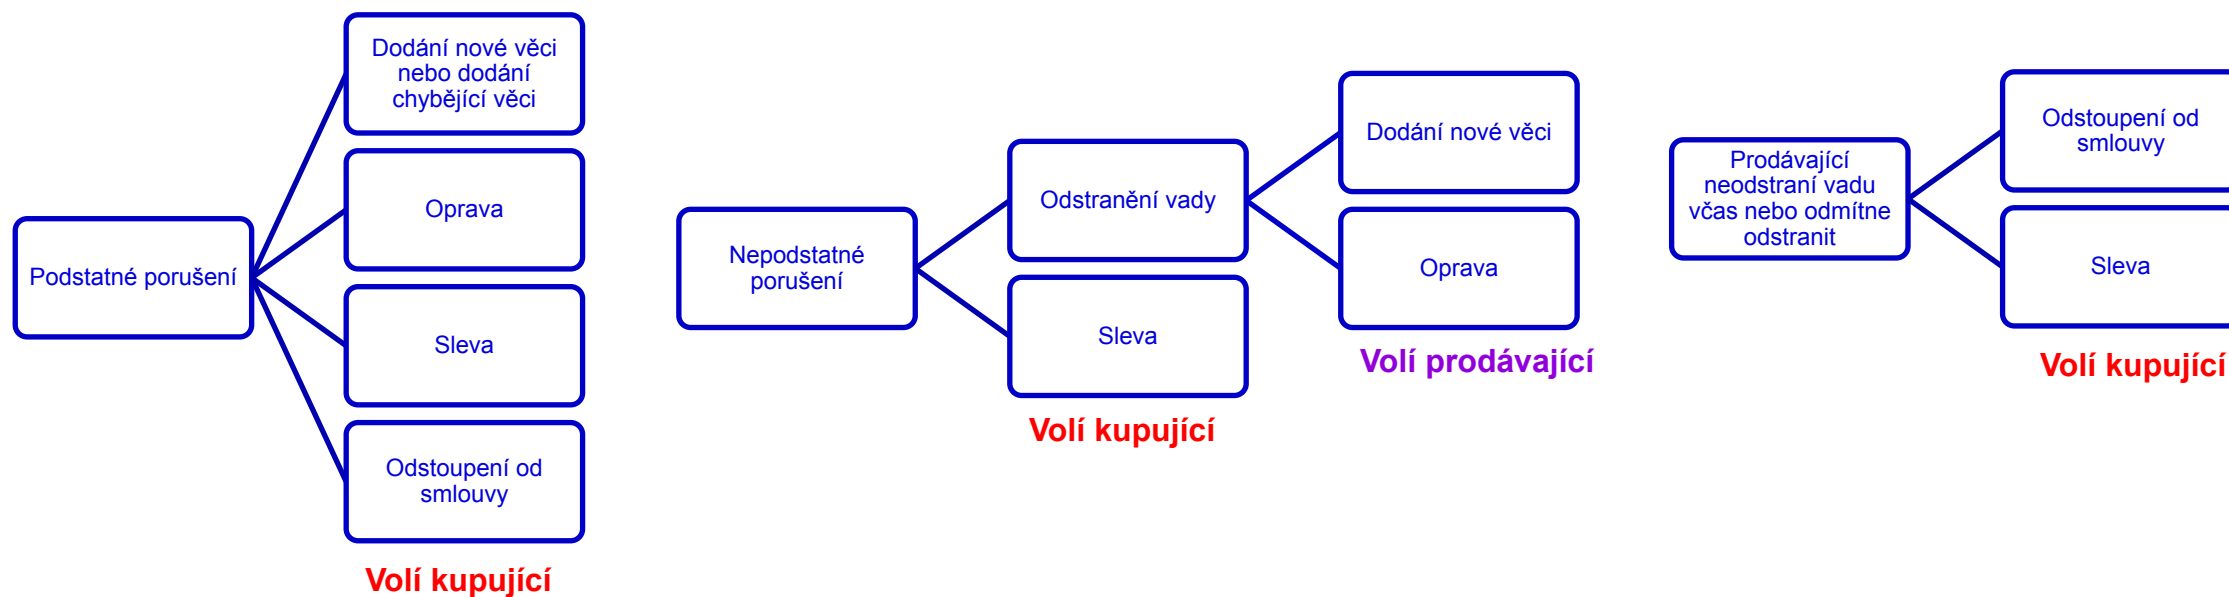 Dodání nové věci
nebo dodání
chybějící věci
Oprava
Podstatné porušení
Sleva
Odstoupení od
smlouvy
Volí kupující
Nepodstatné
porušení
Odstranění vady
Sleva
Volí kupující
Dodání nové věci
Oprava
Volí prodávající
Prodávající
neodstraní vadu
včas nebo odmítne
odstranit
Odstoupení od
smlouvy
Sleva
Volí kupující